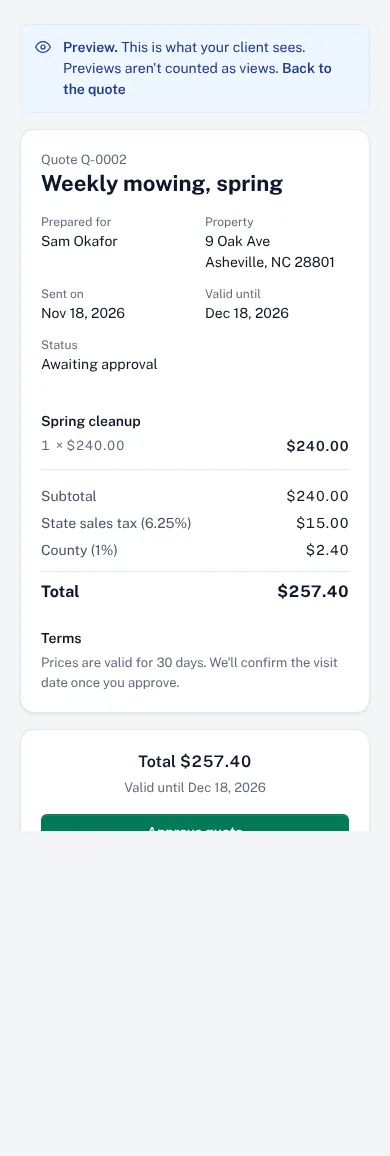 Preview. This is what your client sees.
Previews aren't counted as views. Back to
the quote
Quote Q-0002
Weekly mowing, spring
Prepared for
Sam Okafor
Property
9 Oak Ave
Asheville, NC 28801
Sent on
Nov 18, 2026
Valid until
Dec 18, 2026
Status
Awaiting approval
Spring cleanup
1 × $240.00 $240.00
Subtotal $240.00
State sales tax (6.25%) $15.00
County (1%) $2.40
Total $257.40
Terms
Prices are valid for 30 days. We'll confirm the visit
date once you approve.
Total $257.40
Valid until Dec 18, 2026
Approve quote